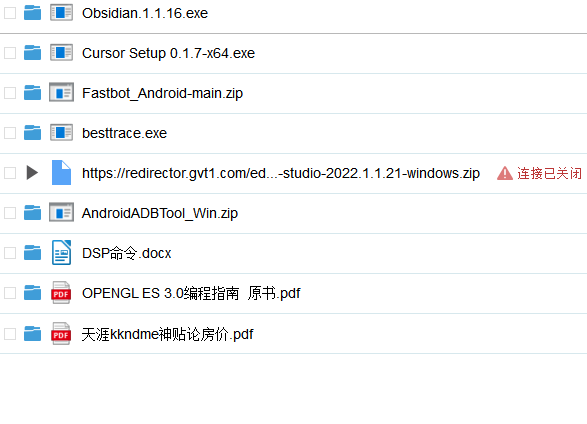 Obsidian.1.1.16.exe
Cursor Setup 0.1.7-x64.exe
Fastbot_Android-main.zip
besttrace.exe
https://redirector.gvt1.com/ed...-studio-2022.1.1.21-windows.zip 连接已关闭
AndroidADBTool_Win.zip
DSP命令.docx
PDF OPENGL ES 3.0编程指南 原书.pdf
PDF 天涯kkndme神贴论房价.pdf